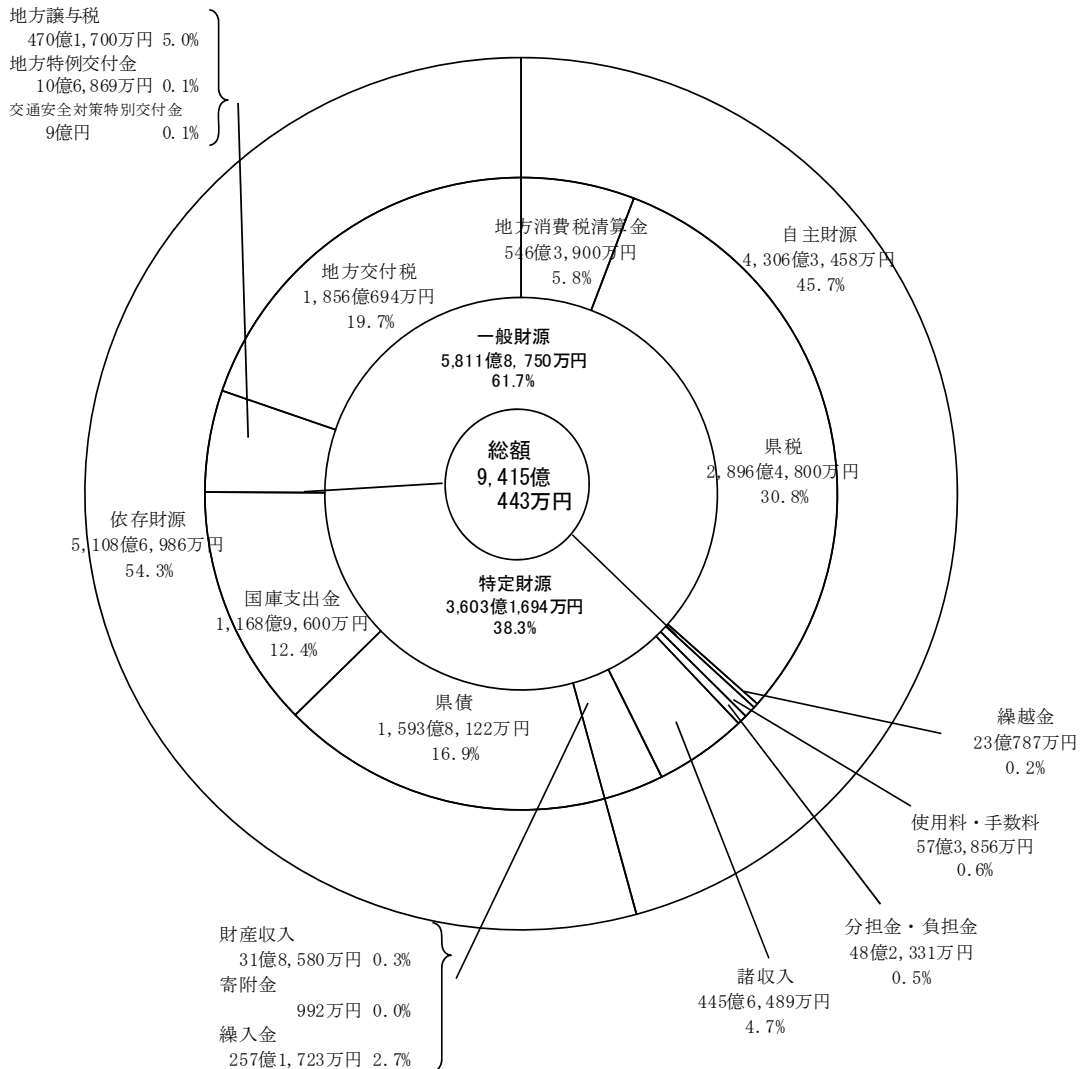 地方譲与税
470億1,700万円 5.0%
地方特例交付金
10億6,869万円 0.1%
交通安全対策特別交付金
9億円 0.1%
地方消費税清算金
546億3,900万円
5.8%
自主財源
4,306億3,458万円
45.7%
地方交付税
1,856億694万円
19.7%
一般財源
5,811億8,750万円
61.7%
総額
9,415億
443万円
県税
2,896億4,800万円
30.8%
依存財源
5,108億6,986万円
54.3%
特定財源
3,603億1,694万円
38.3%
国庫支出金
1,168億9,600万円
12.4%
県債
1,593億8,122万円
16.9%
繰越金
23億787万円
0.2%
使用料・手数料
57億3,856万円
0.6%
分担金・負担金
48億2,331万円
0.5%
諸収入
445億6,489万円
4.7%
財産収入
31億8,580万円 0.3%
寄附金
992万円 0.0%
繰入金
257億1,723万円 2.7%